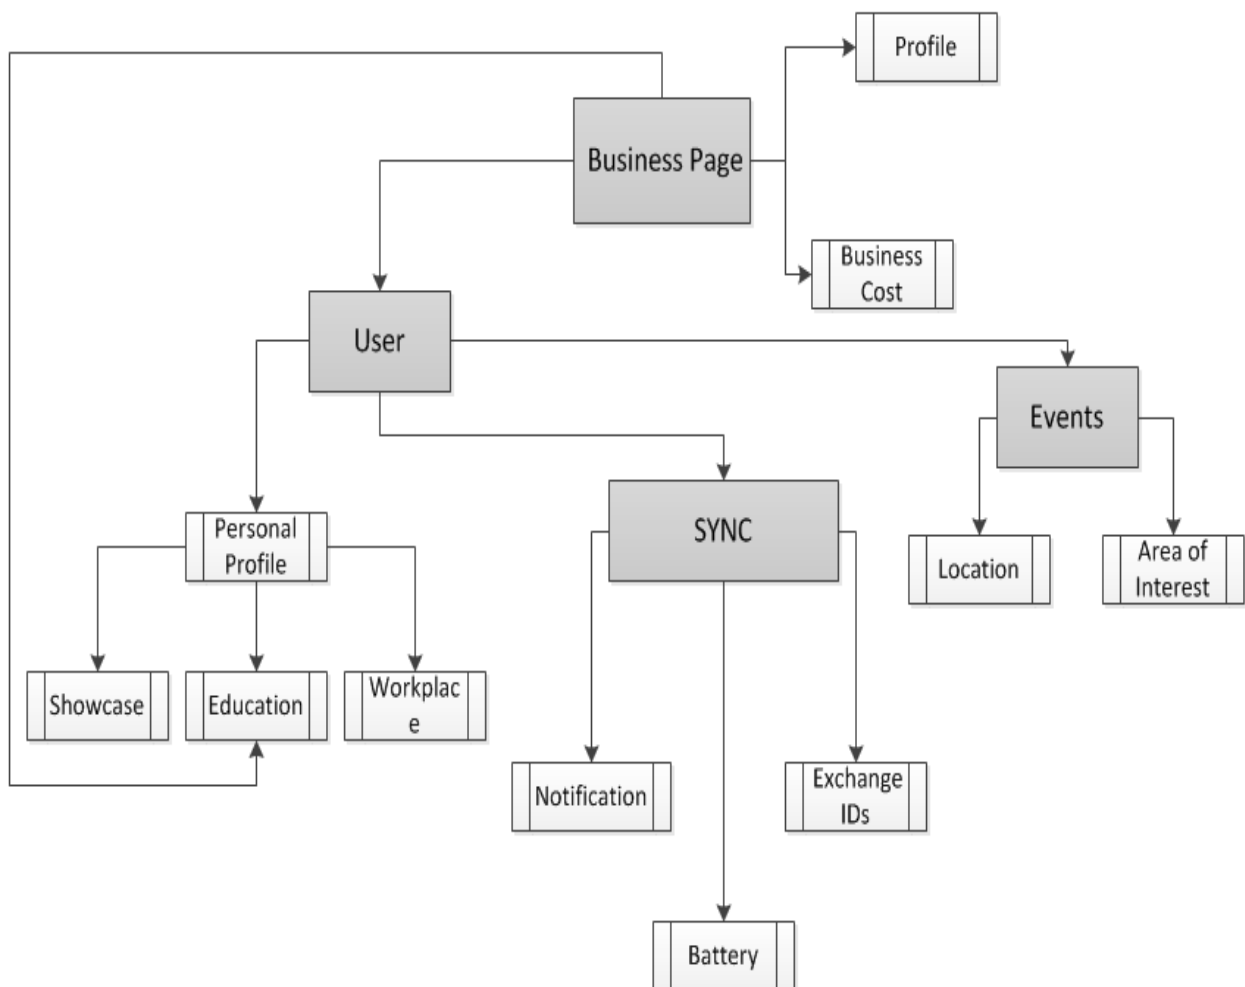 Profile
Business Page
Business
Cost
User
Events
SYNC
Personal
Profile
Location
Area of
Interest
Showcase
Education
Workplac
e
Notification
Exchange
IDs
Battery